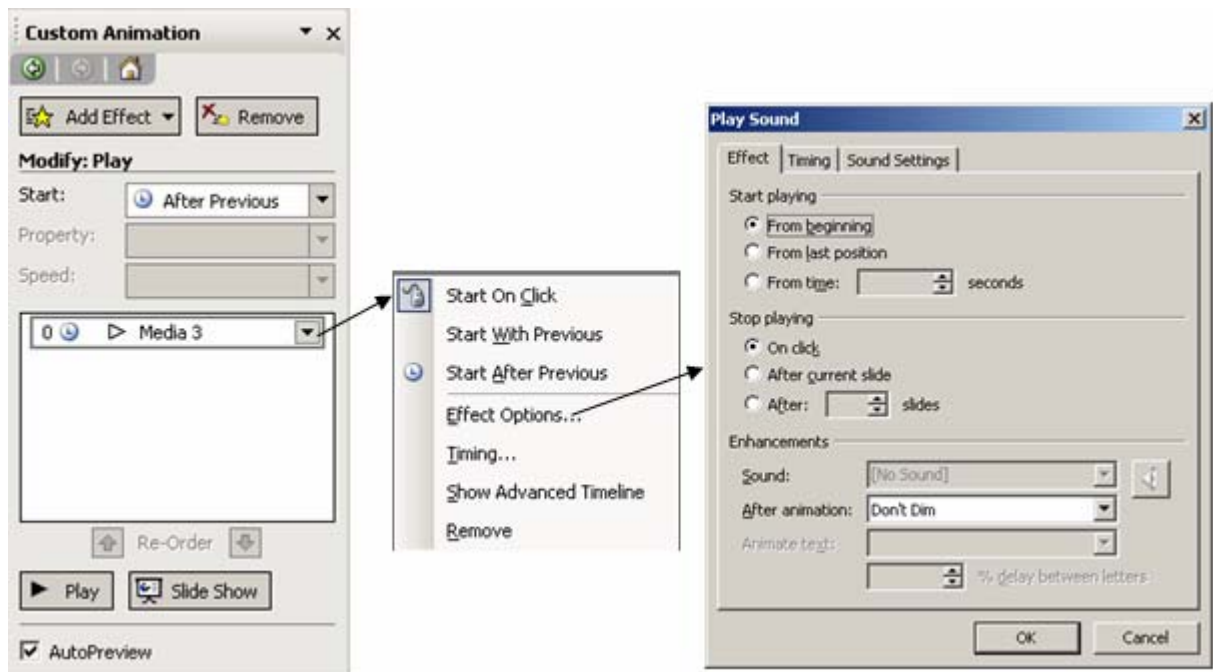 Custom Animation
Add Effect
Remove
Modify: Play
Start:
After Previous
Property:
Speed:
0 Media 3
Re-Order
Play
Slide Show
AutoPreview
Start On Click
Start With Previous
Start After Previous
Effect Options...
Timing...
Show Advanced Timeline
Remove
Play Sound
Effect Timing Sound Settings
Start playing
From beginning
From last position
From time: seconds
Stop playing
On click
After current slide
After: slides
Enhancements
Sound: [No Sound]
After animation: Don't Dim
Animate text:
% delay between letters
OK Cancel